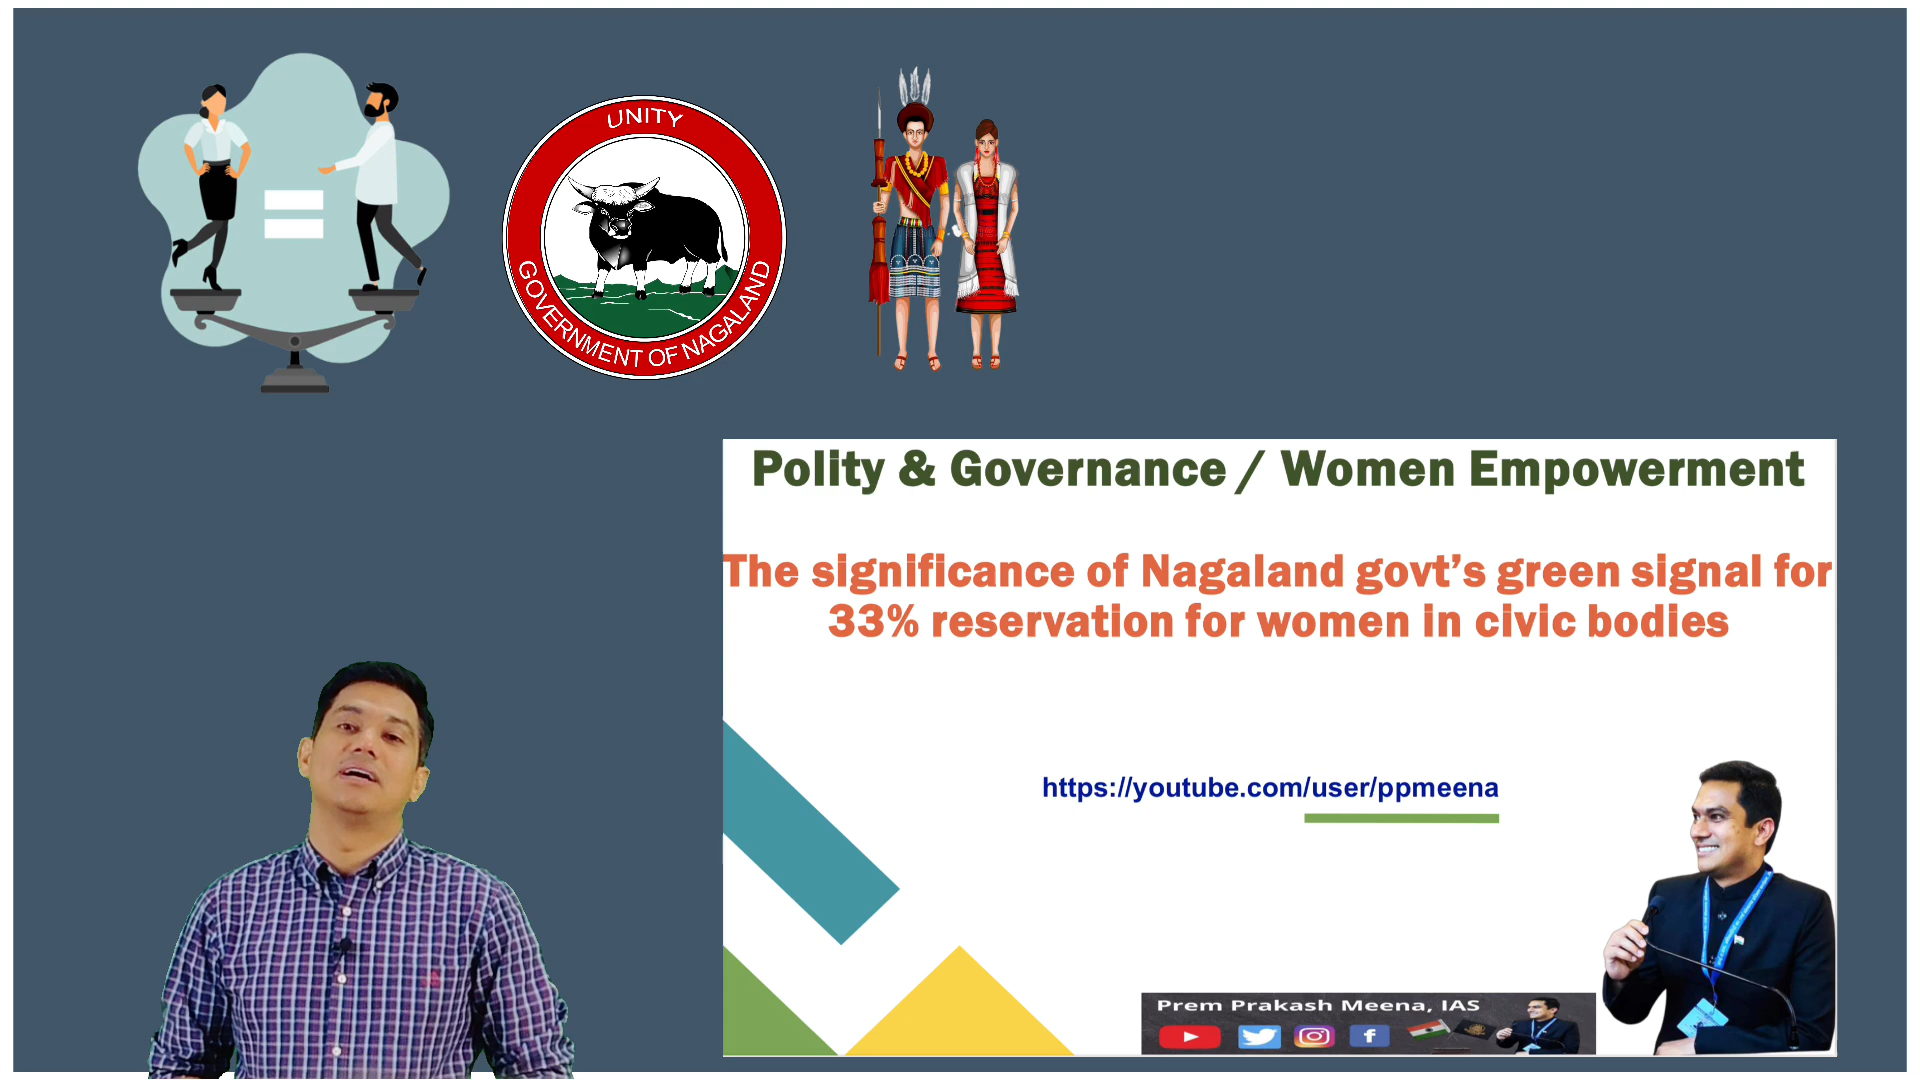 UNITY
GOVERNMENT OF NAGALAND
Polity & Governance / Women Empowerment
The significance of Nagaland govt’s green signal for
33% reservation for women in civic bodies
https://youtube.com/user/ppmeena
Prem Prakash Meena, IAS